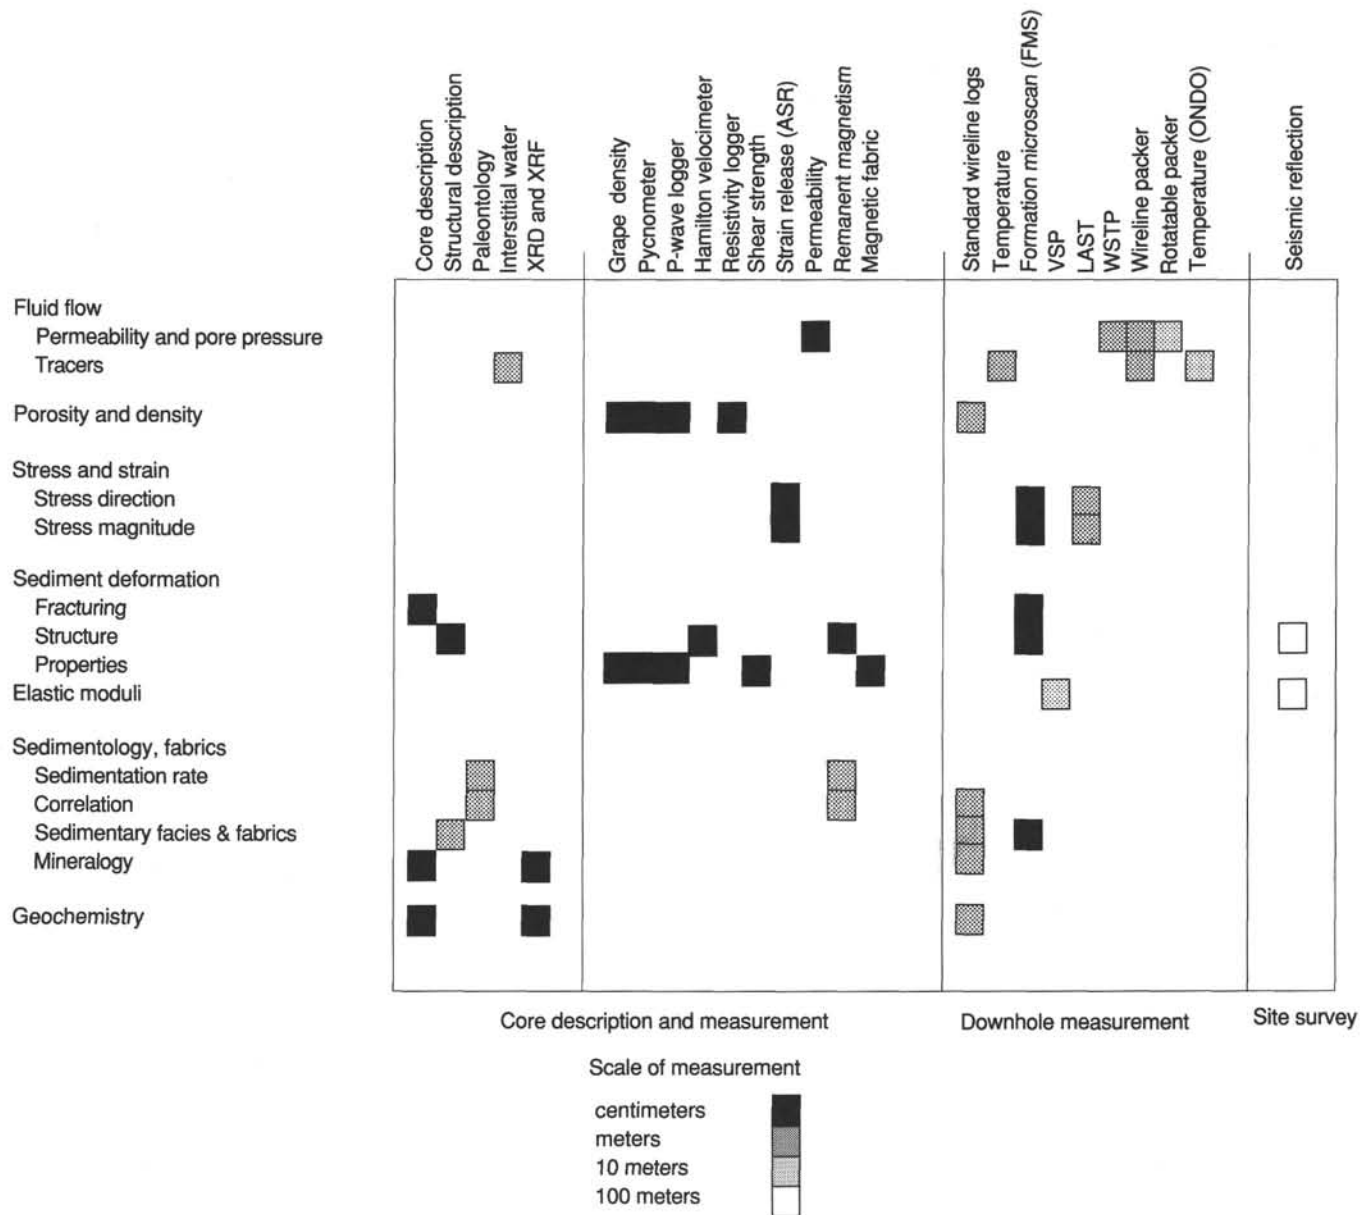 Core description
Structural description
Paleontology
Interstitial water
XRD and XRF
Grape density
Pycnometer
P-wave logger
Hamilton velocimeter
Resistivity logger
Shear strength
Strain release (ASR)
Permeability
Remanent magnetism
Magnetic fabric
Standard wireline logs
Temperature
Formation microscan (FMS)
VSP
LAST
WSTP
Wireline packer
Rotatable packer
Temperature (ONDO)
Seismic reflection
Fluid flow
Permeability and pore pressure
Tracers
Porosity and density
Stress and strain
Stress direction
Stress magnitude
Sediment deformation
Fracturing
Structure
Properties
Elastic moduli
Sedimentology, fabrics
Sedimentation rate
Correlation
Sedimentary facies & fabrics
Mineralogy
Geochemistry
Core description and measurement
Downhole measurement
Site survey
Scale of measurement
centimeters
meters
10 meters
100 meters